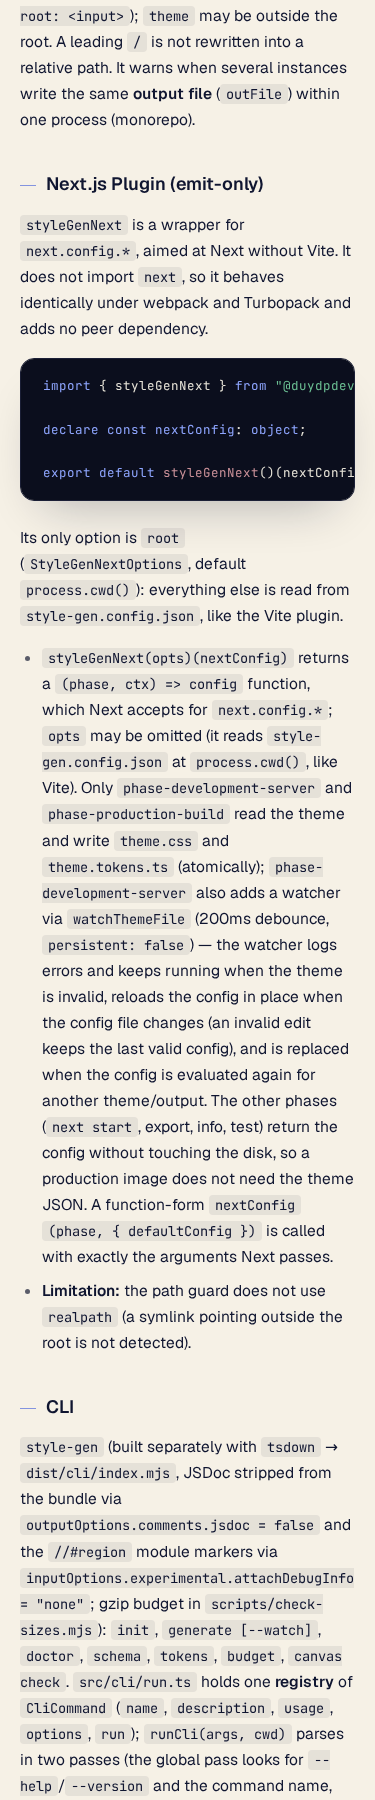 root: <input> ); theme may be outside the
root. A leading / is not rewritten into a
relative path. It warns when several instances
write the same output file ( outFile ) within
one process (monorepo).
— Next.js Plugin (emit-only)
styleGenNext is a wrapper for
next.config.* , aimed at Next without Vite. It
does not import next , so it behaves
identically under webpack and Turbopack and
adds no peer dependency.
import { styleGenNext } from "@duydpdev
declare const nextConfig: object;
export default styleGenNext()(nextConfi
Its only option is root
( StyleGenNextOptions , default
process.cwd() ): everything else is read from
style-gen.config.json , like the Vite plugin.
• styleGenNext(opts)(nextConfig) returns
a (phase, ctx) => config function,
which Next accepts for next.config.* ;
opts may be omitted (it reads style-
gen.config.json at process.cwd() , like
Vite). Only phase-development-server and
phase-production-build read the theme
and write theme.css and
theme.tokens.ts (atomically); phase-
development-server also adds a watcher
via watchThemeFile (200ms debounce,
persistent: false ) — the watcher logs
errors and keeps running when the theme
is invalid, reloads the config in place when
the config file changes (an invalid edit
keeps the last valid config), and is replaced
when the config is evaluated again for
another theme/output. The other phases
( next start , export, info, test) return the
config without touching the disk, so a
production image does not need the theme
JSON. A function-form nextConfig
(phase, { defaultConfig }) is called
with exactly the arguments Next passes.
• Limitation: the path guard does not use
realpath (a symlink pointing outside the
root is not detected).
— CLI
style-gen (built separately with tsdown →
dist/cli/index.mjs , JSDoc stripped from
the bundle via
outputOptions.comments.jsdoc = false and
the //#region module markers via
inputOptions.experimental.attachDebugInfo
= "none" ; gzip budget in scripts/check-
sizes.mjs ): init , generate [--watch] ,
doctor , schema , tokens , budget , canvas
check . src/cli/run.ts holds one registry of
CliCommand ( name , description , usage ,
options , run ); runCli(args, cwd) parses
in two passes (the global pass looks for --
help / --version and the command name,